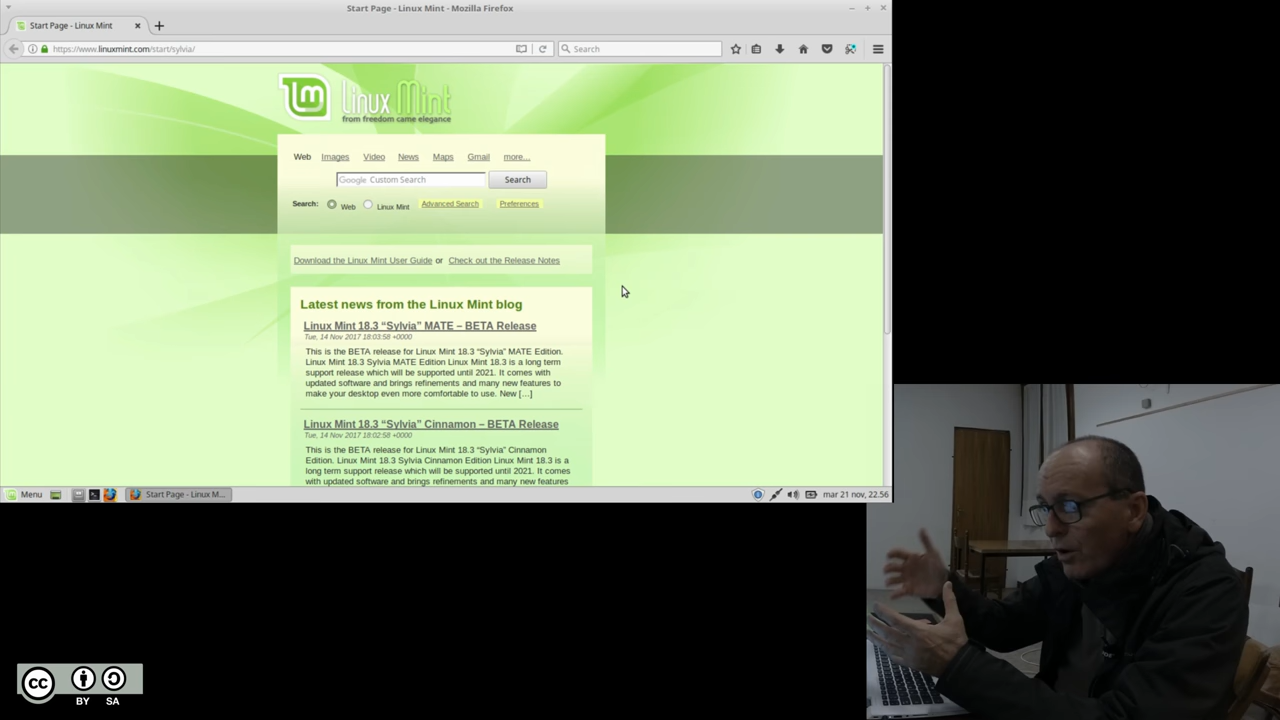 Start Page - Linux Mint - Mozilla Firefox
Start Page - Linux Mint
https://www.linuxmint.com/start/sylvia/
Search
Linux Mint
from freedom came elegance
Web Images Video News Maps Gmail more...
Google Custom Search Search
Search: Web Linux Mint Advanced Search Preferences
Download the Linux Mint User Guide or Check out the Release Notes
Latest news from the Linux Mint blog
Linux Mint 18.3 “Sylvia” MATE – BETA Release
Tue, 14 Nov 2017 18:03:58 +0000
This is the BETA release for Linux Mint 18.3 “Sylvia” MATE Edition.
Linux Mint 18.3 Sylvia MATE Edition Linux Mint 18.3 is a long term
support release which will be supported until 2021. It comes with
updated software and brings refinements and many new features to
make your desktop even more comfortable to use. New […]
Linux Mint 18.3 “Sylvia” Cinnamon – BETA Release
Tue, 14 Nov 2017 18:02:58 +0000
This is the BETA release for Linux Mint 18.3 “Sylvia” Cinnamon
Edition. Linux Mint 18.3 Sylvia Cinnamon Edition Linux Mint 18.3 is a
long term support release which will be supported until 2021. It comes
with updated software and brings refinements and many new features
Menu Start Page - Linux M... mar 21 nov, 22.56
cc
BY SA